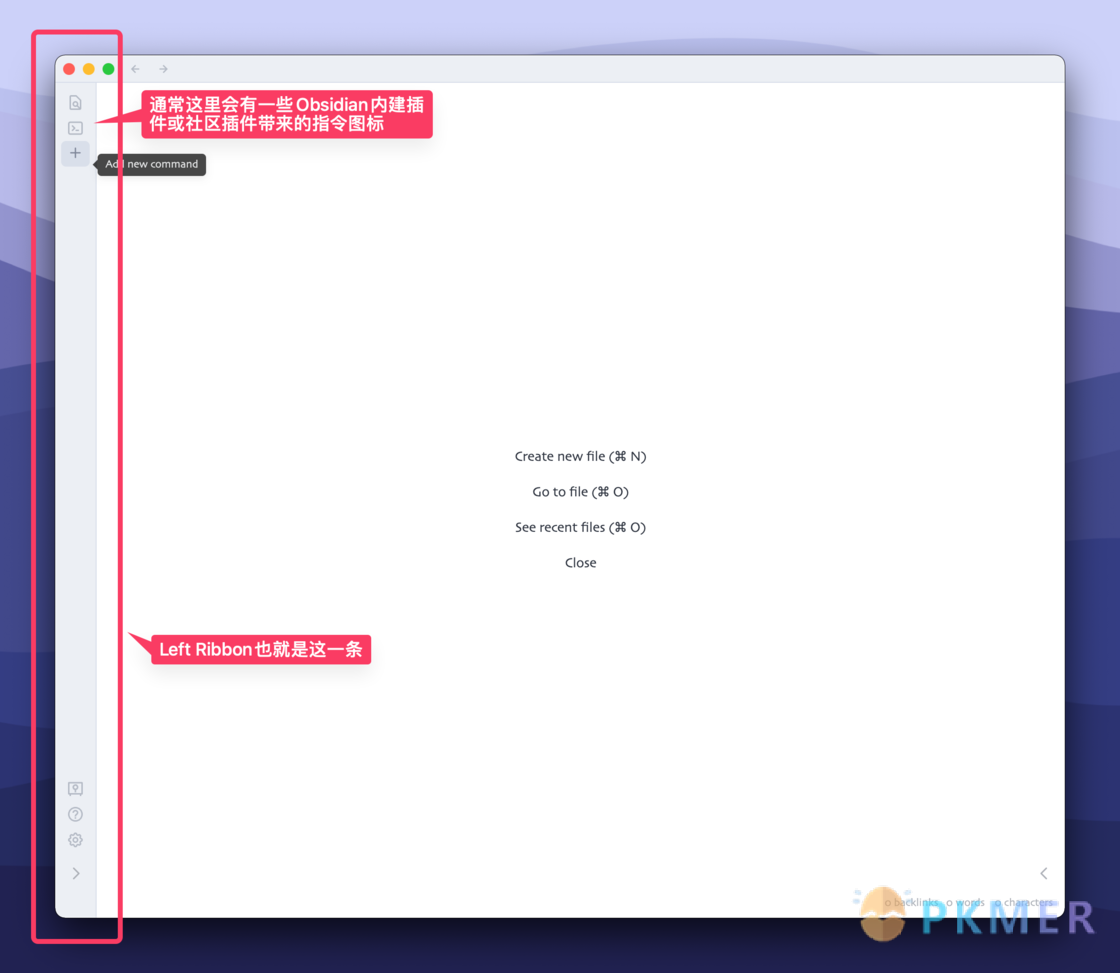 通常这里会有一些Obsidian内建插
件或社区插件带来的指令图标
Add new command
Create new file (⌘ N)
Go to file (⌘ O)
See recent files (⌘ O)
Close
Left Ribbon也就是这一条
0 backlinks 0 words 0 characters
PKMER